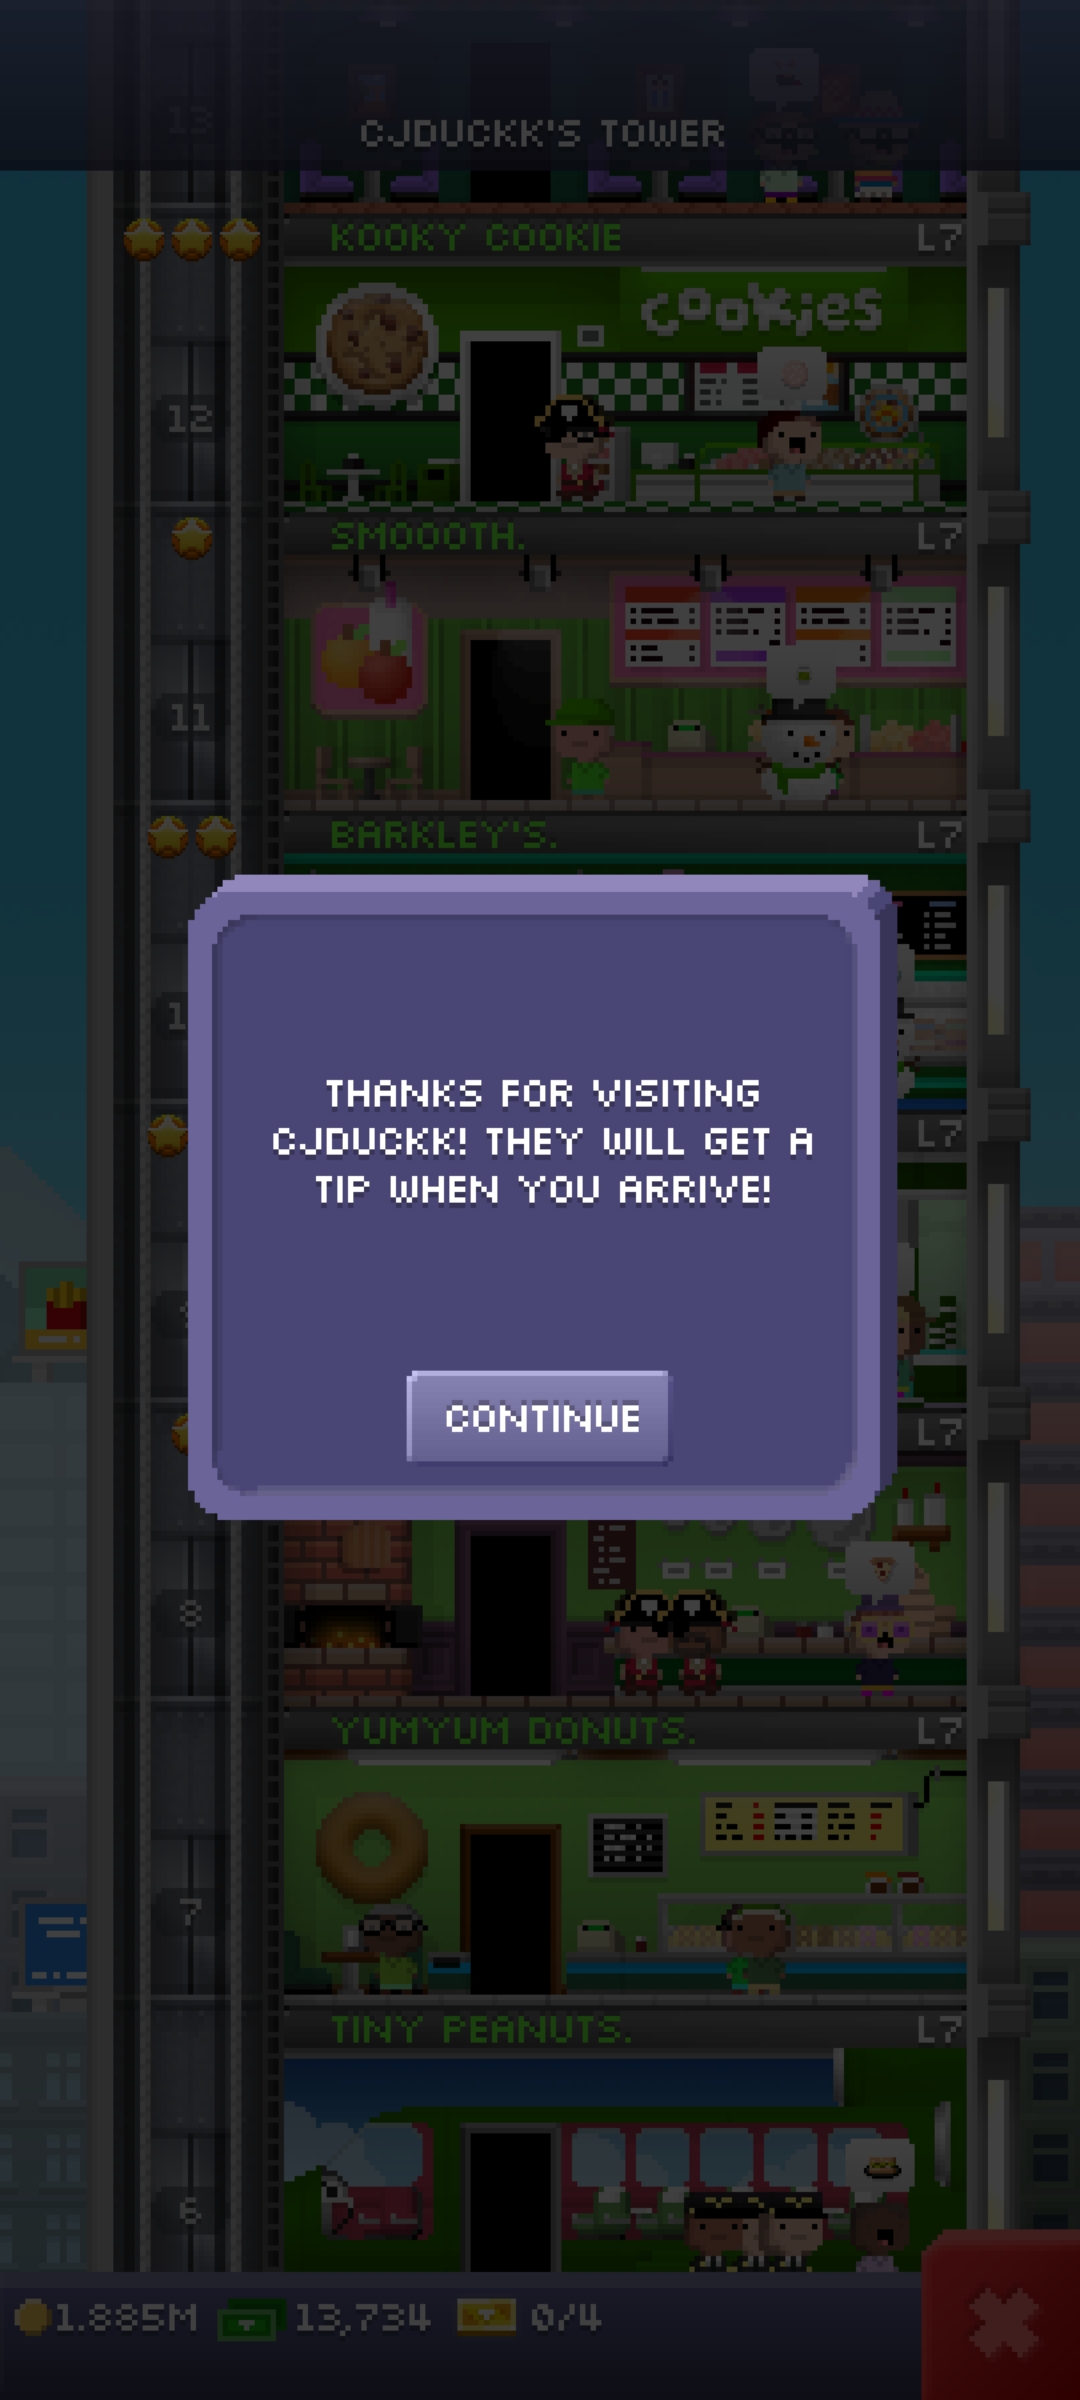 CJDUCKK'S TOWER
13
KOOKY COOKIE L7
COOKIES
12
SMOOOTH. L7
11
BARKLEY'S. L7
L7
L7
8
YUMYUM DONUTS. L7
7
TINY PEANUTS. L7
6
THANKS FOR VISITING
CJDUCKK! THEY WILL GET A
TIP WHEN YOU ARRIVE!
CONTINUE
1.885M 13,734 0/4